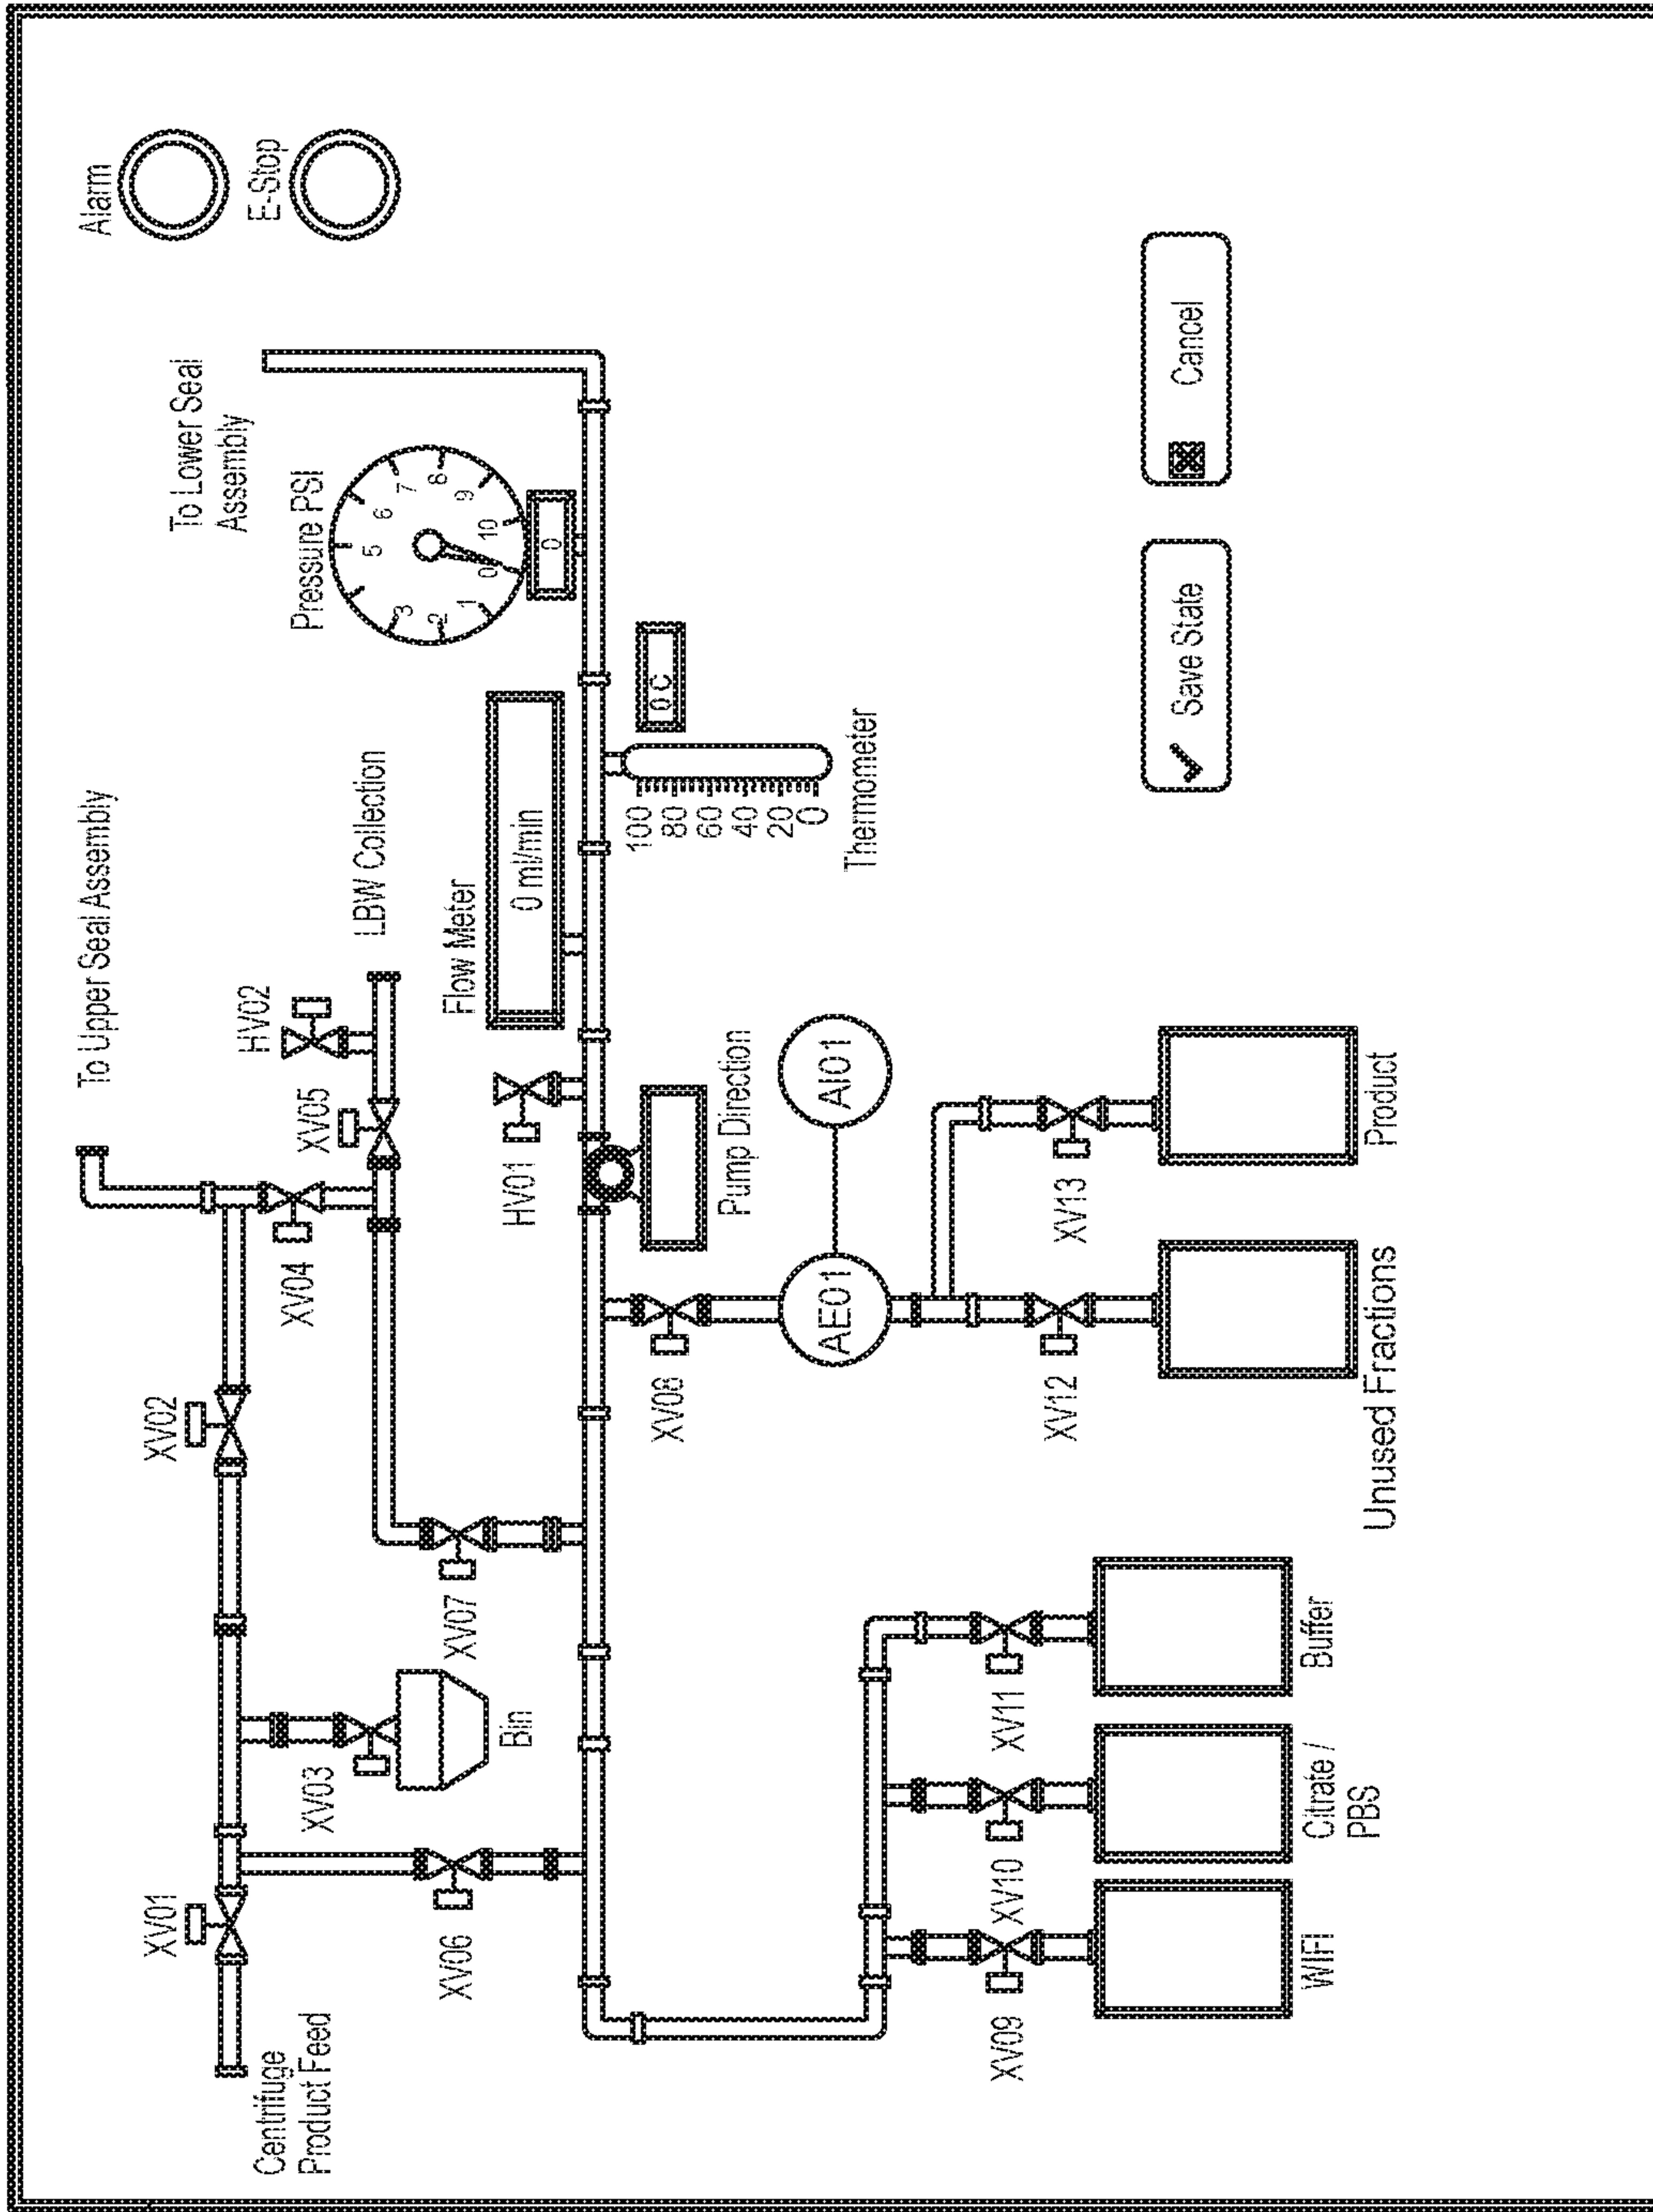 Alarm
E-Stop
To Upper Seal Assembly
To Lower Seal
Assembly
XV01
XV02
HV02
XV05
LBW Collection
Pressure PSI
0
1
2
3
5
6
7
8
9
10
0
Centrifuge
Product Feed
XV03
Bin
XV04
XV06
XV07
HV01
Flow Meter
0 ml/min
0 C
100
80
60
40
20
0
Thermometer
Pump Direction
XV08
AE01
AI01
XV09
XV10
XV11
XV12
XV13
WIFI
Citrate /
PBS
Buffer
Unused Fractions
Product
Save State
Cancel